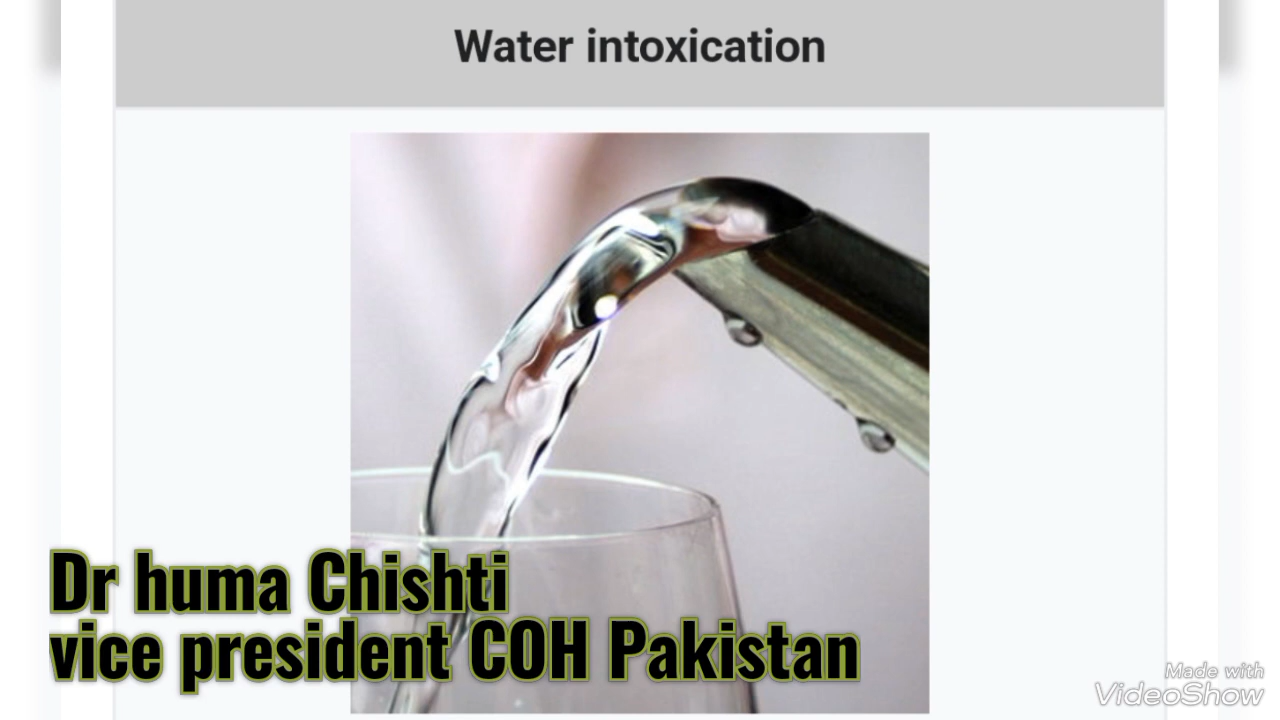 Water intoxication
Dr huma Chishti
vice president COH Pakistan
Made with
VideoShow